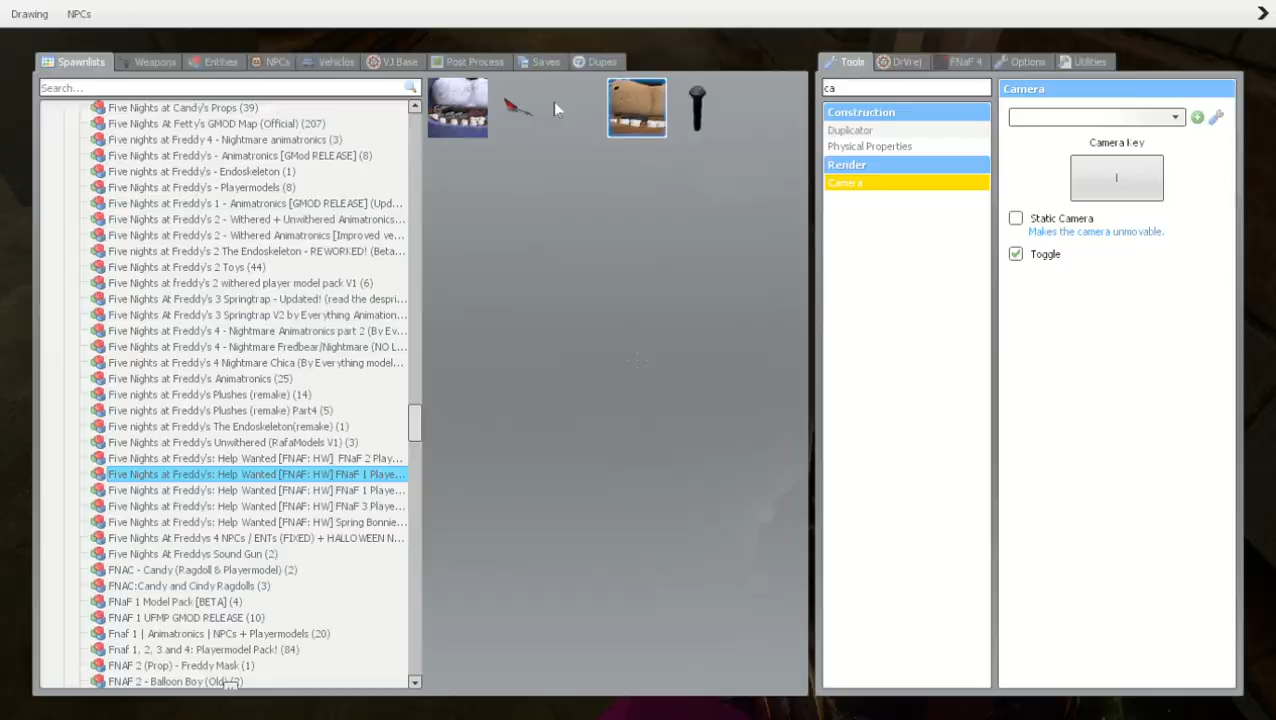 Drawing NPCs
Spawnlists Weapons Entities NPCs Vehicles VJ Base Post Process Saves Dupes
Search...
Five Nights at Candy's Props (39)
Five Nights At Fetty's GMOD Map (Official) (207)
Five nights at Freddy 4 - Nightmare animatronics (3)
Five Nights at Freddy's - Animatronics [GMod RELEASE] (8)
Five nights at Freddy's - Endoskeleton (1)
Five Nights at Freddy's - Playermodels (8)
Five Nights at Freddy's 1 - Animatronics [GMOD RELEASE] (Upd...
Five Nights at Freddy's 2 - Withered + Unwithered Animatronics...
Five Nights at Freddy's 2 - Withered Animatronics [Improved ve...
Five nights at Freddy's 2 The Endoskeleton - REWORKED! (Beta...
Five Nights at Freddy's 2 Toys (44)
Five nights at freddy's 2 withered player model pack V1 (6)
Five Nights At Freddy's 3 Springtrap - Updated! (read the despri...
Five Nights At Freddy's 3 Springtrap V2 by Everything Animation...
Five Nights at Freddy's 4 - Nightmare Animatronics part 2 (By Ev...
Five Nights at Freddy's 4 - Nightmare Fredbear/Nightmare (NO L...
Five Nights at Freddy's 4 Nightmare Chica (By Everything model...
Five Nights at Freddy's Animatronics (25)
Five nights at Freddy's Plushes (remake) (14)
Five nights at Freddy's Plushes (remake) Part4 (5)
Five nights at Freddy's The Endoskeleton(remake) (1)
Five Nights at Freddy's Unwithered (RafaModels V1) (3)
Five Nights at Freddy's: Help Wanted [FNAF: HW] FNaF 2 Play...
Five Nights at Freddy's: Help Wanted [FNAF: HW] FNaF 1 Playe...
Five Nights at Freddy's: Help Wanted [FNAF: HW] FNaF 1 Playe...
Five Nights at Freddy's: Help Wanted [FNAF: HW] FNaF 3 Player...
Five Nights at Freddy's: Help Wanted [FNAF: HW] Spring Bonnie...
Five Nights At Freddys 4 NPCs / ENTs (FIXED) + HALLOWEEN N...
Five Nights At Freddys Sound Gun (2)
FNAC - Candy (Ragdoll & Playermodel) (2)
FNAC:Candy and Cindy Ragdolls (3)
FNaF 1 Model Pack [BETA] (4)
FNAF 1 UFMP GMOD RELEASE (10)
Fnaf 1 | Animatronics | NPCs + Playermodels (20)
Fnaf 1, 2, 3 and 4: Playermodel Pack! (84)
FNAF 2 (Prop) - Freddy Mask (1)
FNAF 2 - Balloon Boy (Old)
Tools DrVrej FNaF 4 Options Utilities
ca
Construction
Duplicator
Physical Properties
Render
Camera
Camera
Camera Key
Static Camera
Makes the camera unmovable.
Toggle